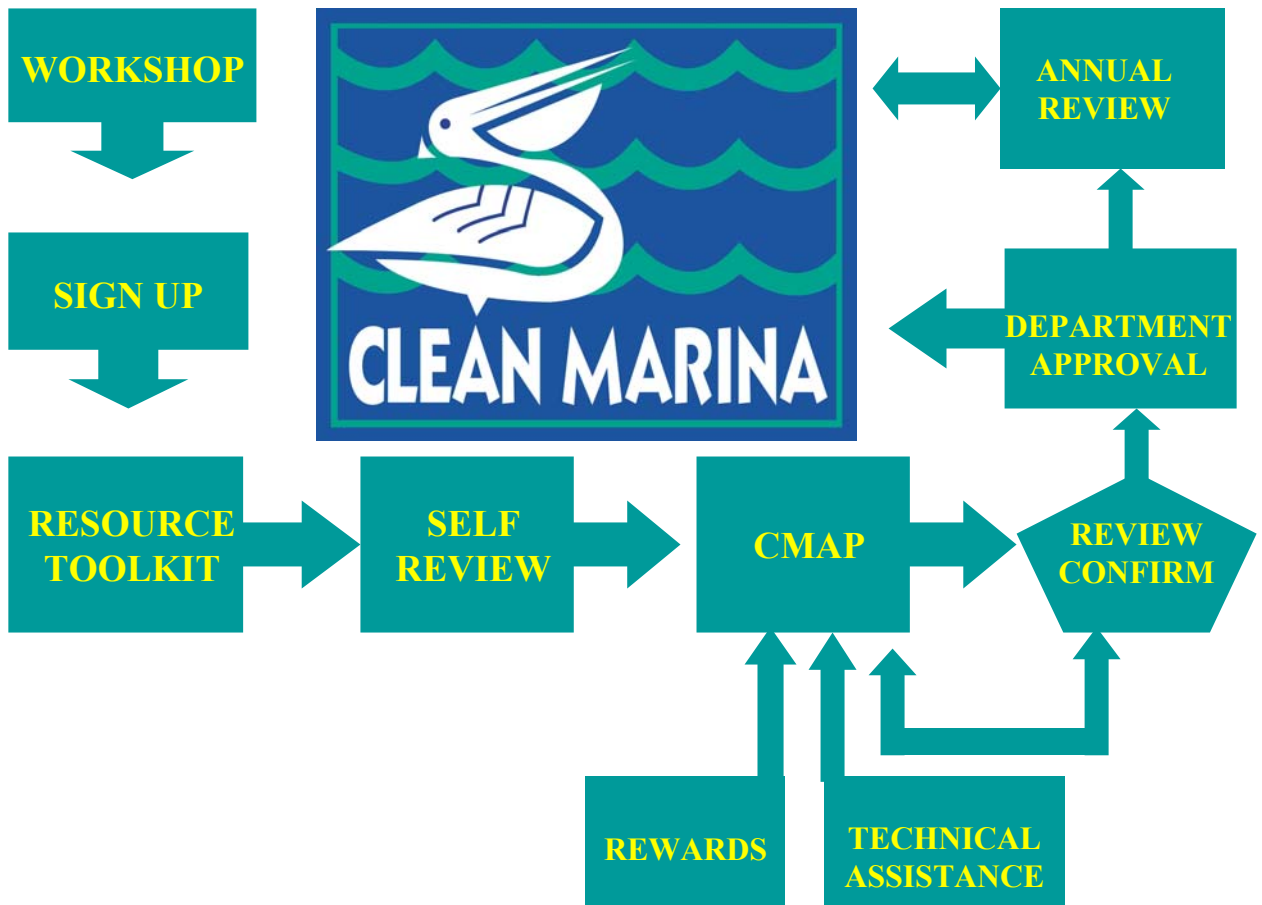 WORKSHOP
SIGN UP
RESOURCE
TOOLKIT
SELF
REVIEW
CMAP
REVIEW
CONFIRM
DEPARTMENT
APPROVAL
ANNUAL
REVIEW
CLEAN MARINA
REWARDS
TECHNICAL
ASSISTANCE